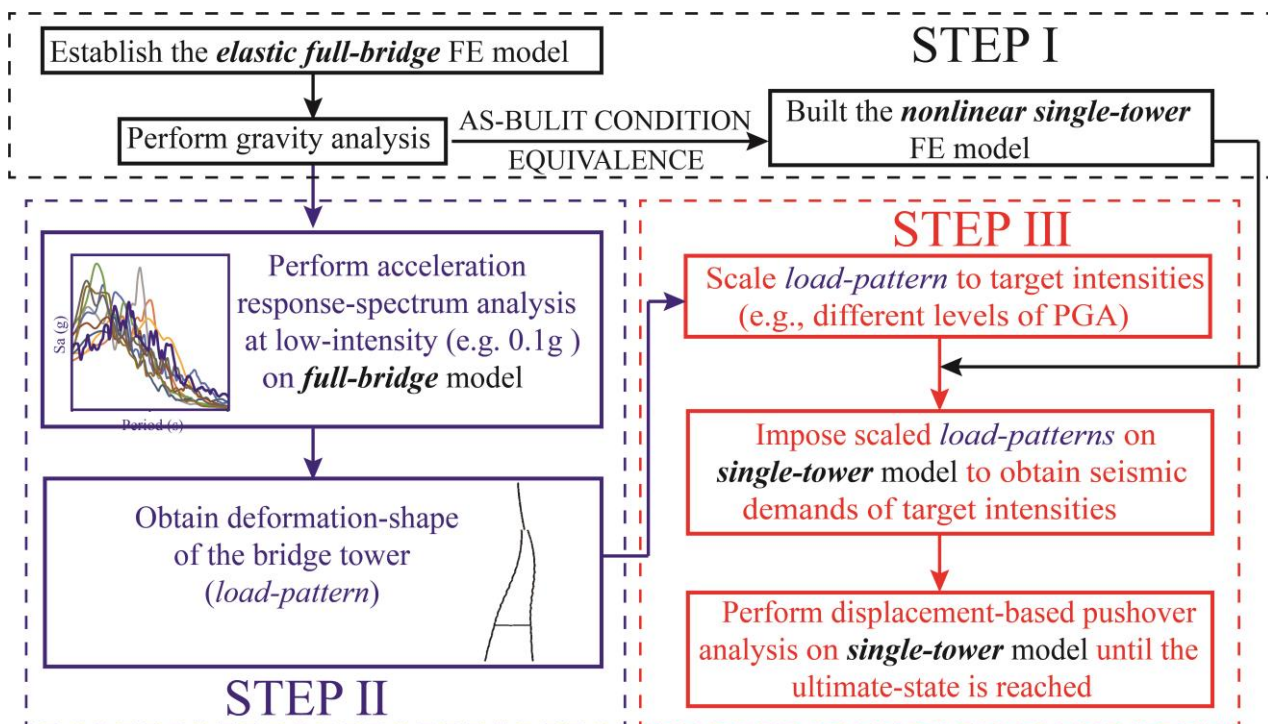 STEP I
Establish the elastic full-bridge FE model
Perform gravity analysis
AS-BULIT CONDITION
EQUIVALENCE
Built the nonlinear single-tower
FE model
Perform acceleration
response-spectrum analysis
at low-intensity (e.g. 0.1g )
on full-bridge model
Sa (g)
Period (s)
Obtain deformation-shape
of the bridge tower
(load-pattern)
STEP II
STEP III
Scale load-pattern to target intensities
(e.g., different levels of PGA)
Impose scaled load-patterns on
single-tower model to obtain seismic
demands of target intensities
Perform displacement-based pushover
analysis on single-tower model until the
ultimate-state is reached